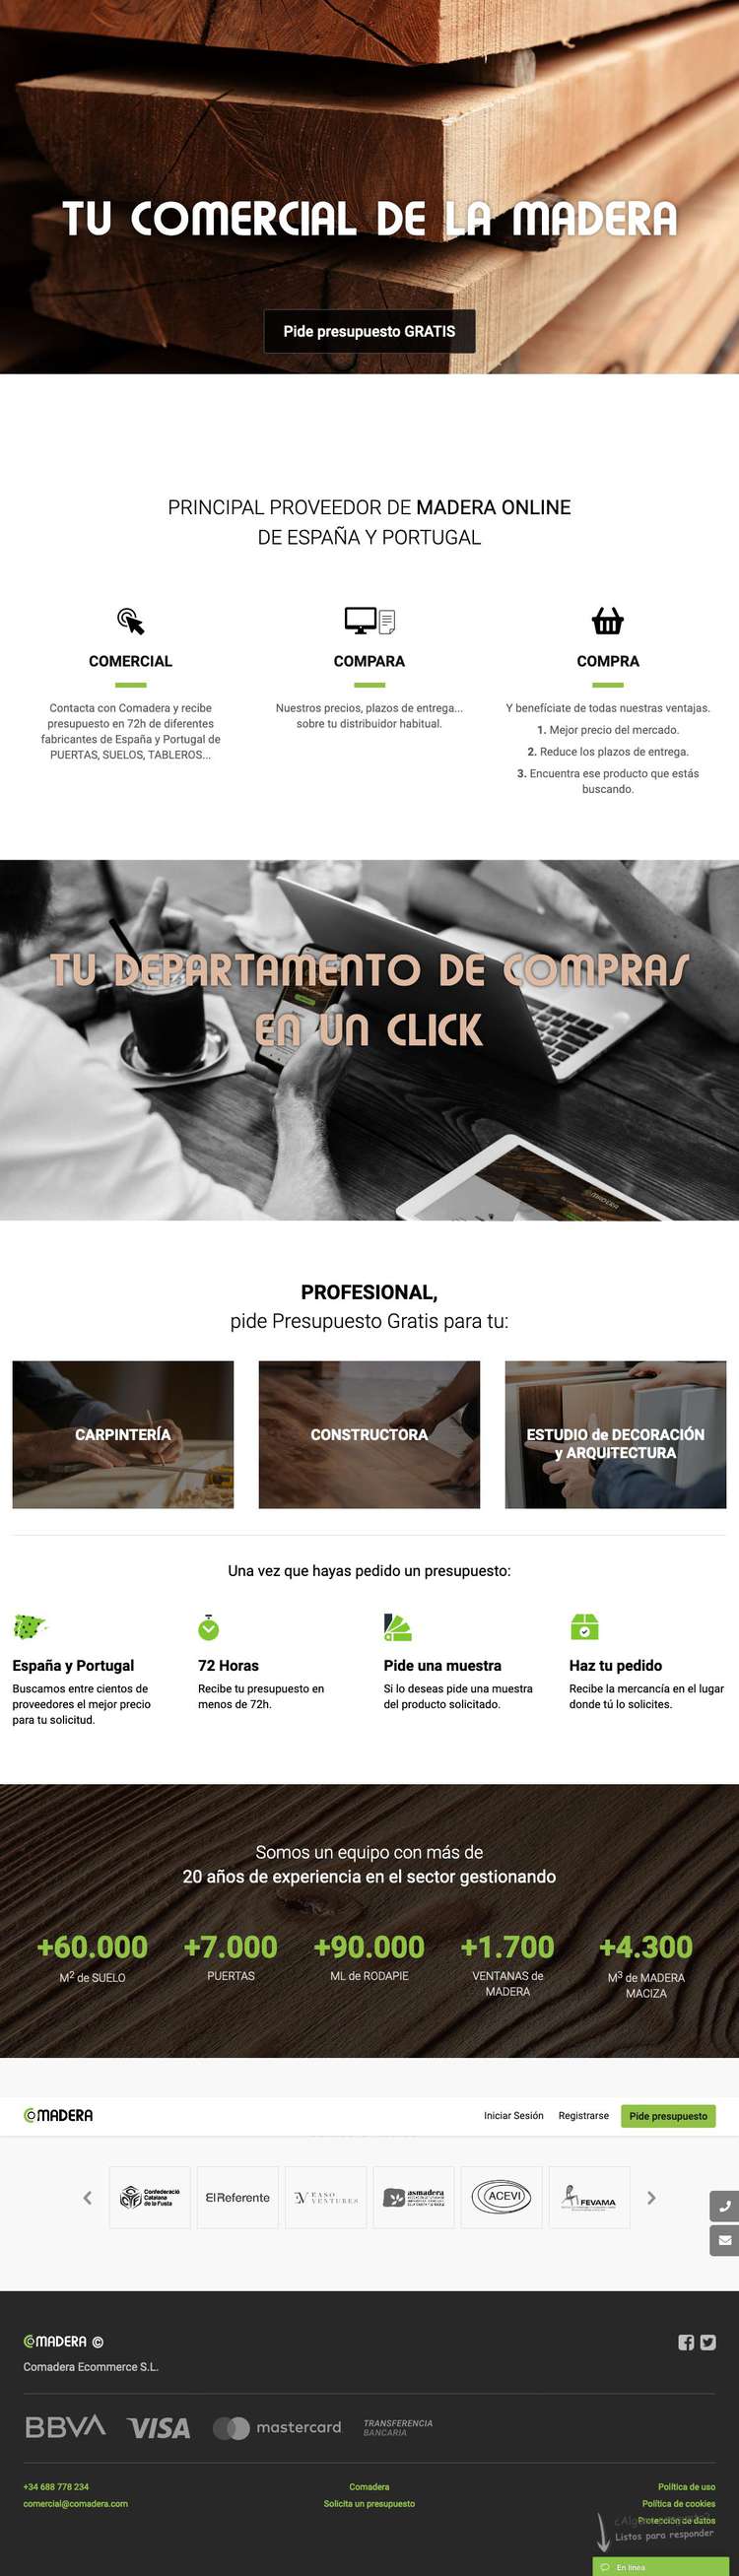 TU COMERCIAL DE LA MADERA
Pide presupuesto GRATIS
PRINCIPAL PROVEEDOR DE MADERA ONLINE
DE ESPAÑA Y PORTUGAL
COMERCIAL
Contacta con Comadera y recibe
presupuesto en 72h de diferentes
fabricantes de España y Portugal de
PUERTAS, SUELOS, TABLEROS...
COMPARA
Nuestros precios, plazos de entrega...
sobre tu distribuidor habitual.
COMPRA
Y benefíciate de todas nuestras ventajas.
1. Mejor precio del mercado.
2. Reduce los plazos de entrega.
3. Encuentra ese producto que estás
buscando.
TU DEPARTAMENTO DE COMPRAS
EN UN CLICK
PROFESIONAL,
pide Presupuesto Gratis para tu:
CARPINTERÍA
CONSTRUCTORA
ESTUDIO de DECORACIÓN
y ARQUITECTURA
Una vez que hayas pedido un presupuesto:
España y Portugal
Buscamos entre cientos de
proveedores el mejor precio
para tu solicitud.
72 Horas
Recibe tu presupuesto en
menos de 72h.
Pide una muestra
Si lo deseas pide una muestra
del producto solicitado.
Haz tu pedido
Recibe la mercancía en el lugar
donde tú lo solicites.
Somos un equipo con más de
20 años de experiencia en el sector gestionando
+60.000
M² de SUELO
+7.000
PUERTAS
+90.000
ML de RODAPIE
+1.700
VENTANAS de
MADERA
+4.300
M³ de MADERA
MACIZA
COMADERA
Iniciar Sesión
Registrarse
Pide presupuesto
Confederació
Catalana
de la Fusta
El Referente
EASO
VENTURES
asmadera
ACEVI
FEVAMA
COMADERA ©
Comadera Ecommerce S.L.
BBVA
VISA
mastercard
TRANSFERENCIA
BANCARIA
+34 688 778 234
comercial@comadera.com
Comadera
Solicita un presupuesto
Política de uso
Política de cookies
Protección de datos
Listos para responder
En línea